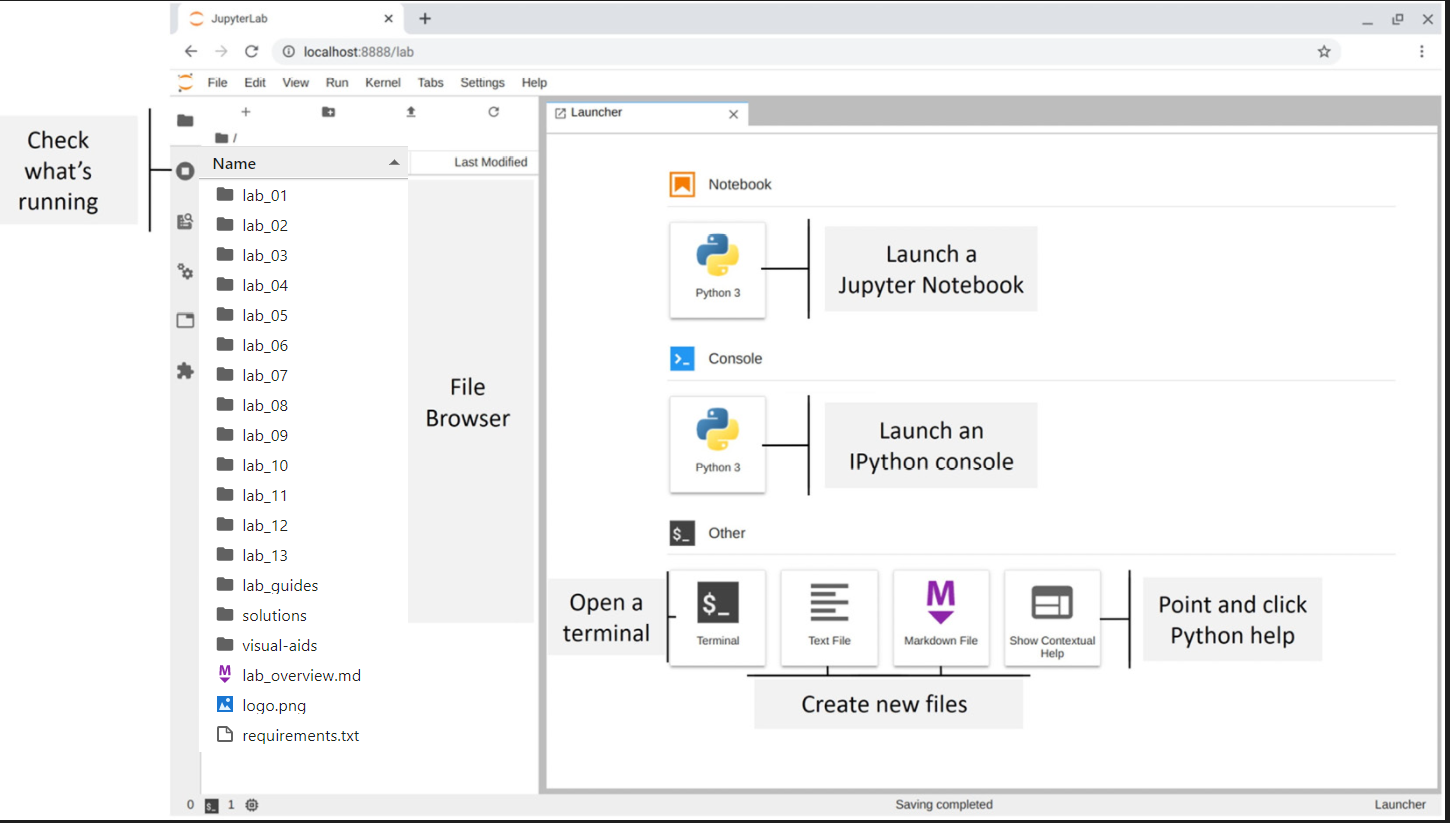 JupyterLab
localhost:8888/lab
File Edit View Run Kernel Tabs Settings Help
Check
what's
running
/
Name
Last Modified
lab_01
lab_02
lab_03
lab_04
lab_05
lab_06
lab_07
lab_08
lab_09
lab_10
lab_11
lab_12
lab_13
lab_guides
solutions
visual-aids
lab_overview.md
logo.png
requirements.txt
File
Browser
Launcher
Notebook
Python 3
Launch a
Jupyter Notebook
Console
Python 3
Launch an
IPython console
$_ Other
Open a
terminal
$_
Terminal
Text File
M
Markdown File
Show Contextual
Help
Point and click
Python help
Create new files
0 $_ 1
Saving completed
Launcher